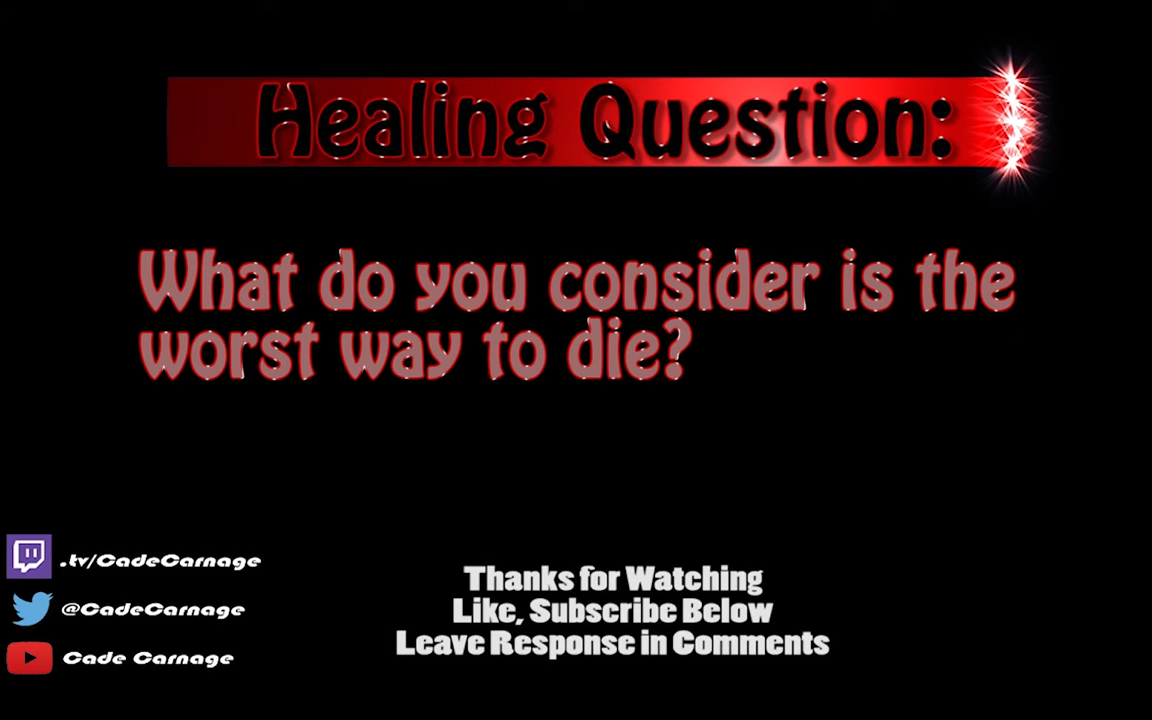 Healing Question:
What do you consider is the
worst way to die?
.tv/CadeCarnage
@CadeCarnage
Cade Carnage
Thanks for Watching
Like, Subscribe Below
Leave Response in Comments